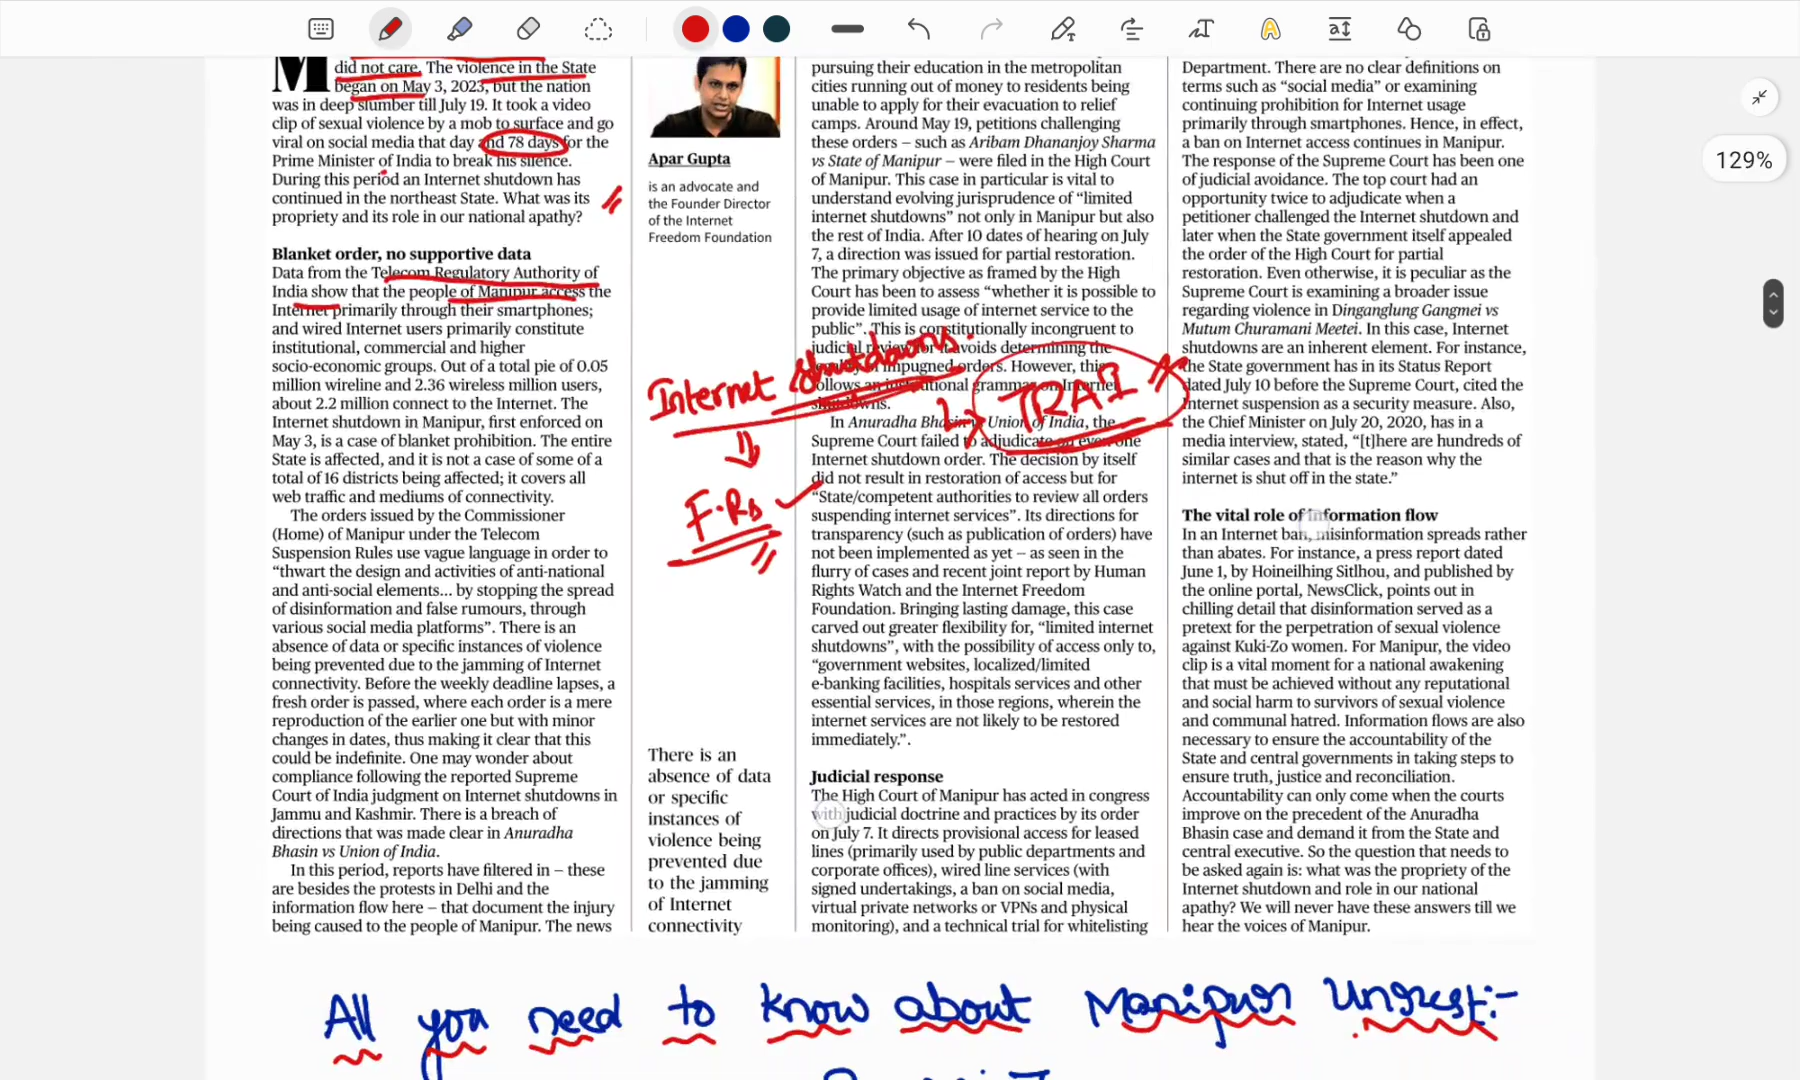 129%
M
did not care. The violence in the State
began on May 3, 2023, but the nation
was in deep slumber till July 19. It took a video
clip of sexual violence by a mob to surface and go
viral on social media that day and 78 days for the
Prime Minister of India to break his silence.
During this period an Internet shutdown has
continued in the northeast State. What was its
propriety and its role in our national apathy?
Blanket order, no supportive data
Data from the Telecom Regulatory Authority of
India show that the people of Manipur access the
Internet primarily through their smartphones;
and wired Internet users primarily constitute
institutional, commercial and higher
socio-economic groups. Out of a total pie of 0.05
million wireline and 2.36 wireless million users,
about 2.2 million connect to the Internet. The
Internet shutdown in Manipur, first enforced on
May 3, is a case of blanket prohibition. The entire
State is affected, and it is not a case of some of a
total of 16 districts being affected; it covers all
web traffic and mediums of connectivity.
The orders issued by the Commissioner
(Home) of Manipur under the Telecom
Suspension Rules use vague language in order to
“thwart the design and activities of anti-national
and anti-social elements... by stopping the spread
of disinformation and false rumours, through
various social media platforms”. There is an
absence of data or specific instances of violence
being prevented due to the jamming of Internet
connectivity. Before the weekly deadline lapses, a
fresh order is passed, where each order is a mere
reproduction of the earlier one but with minor
changes in dates, thus making it clear that this
could be indefinite. One may wonder about
compliance following the reported Supreme
Court of India judgment on Internet shutdowns in
Jammu and Kashmir. There is a breach of
directions that was made clear in Anuradha
Bhasin vs Union of India.
In this period, reports have filtered in – these
are besides the protests in Delhi and the
information flow here – that document the injury
being caused to the people of Manipur. The news
Apar Gupta
is an advocate and
the Founder Director
of the Internet
Freedom Foundation
Internet Shutdowns.
F.Rs
TRAI
There is an
absence of data
or specific
instances of
violence being
prevented due
to the jamming
of Internet
connectivity
pursuing their education in the metropolitan
cities running out of money to residents being
unable to apply for their evacuation to relief
camps. Around May 19, petitions challenging
these orders – such as Aribam Dhananjoy Sharma
vs State of Manipur – were filed in the High Court
of Manipur. This case in particular is vital to
understand evolving jurisprudence of “limited
internet shutdowns” not only in Manipur but also
the rest of India. After 10 dates of hearing on July
7, a direction was issued for partial restoration.
The primary objective as framed by the High
Court has been to assess “whether it is possible to
provide limited usage of internet service to the
public”. This is constitutionally incongruent to
judicial review for it avoids determining the
impugned orders. However, this
follows an institutional grammar on Internet
shutdowns.
In Anuradha Bhasin vs Union of India, the
Supreme Court failed to adjudicate on even one
Internet shutdown order. The decision by itself
did not result in restoration of access but for
“State/competent authorities to review all orders
suspending internet services”. Its directions for
transparency (such as publication of orders) have
not been implemented as yet – as seen in the
flurry of cases and recent joint report by Human
Rights Watch and the Internet Freedom
Foundation. Bringing lasting damage, this case
carved out greater flexibility for, “limited internet
shutdowns”, with the possibility of access only to,
“government websites, localized/limited
e-banking facilities, hospitals services and other
essential services, in those regions, wherein the
internet services are not likely to be restored
immediately.”.
Judicial response
The High Court of Manipur has acted in congress
with judicial doctrine and practices by its order
on July 7. It directs provisional access for leased
lines (primarily used by public departments and
corporate offices), wired line services (with
signed undertakings, a ban on social media,
virtual private networks or VPNs and physical
monitoring), and a technical trial for whitelisting
Department. There are no clear definitions on
terms such as “social media” or examining
continuing prohibition for Internet usage
primarily through smartphones. Hence, in effect,
a ban on Internet access continues in Manipur.
The response of the Supreme Court has been one
of judicial avoidance. The top court had an
opportunity twice to adjudicate when a
petitioner challenged the Internet shutdown and
later when the State government itself appealed
the order of the High Court for partial
restoration. Even otherwise, it is peculiar as the
Supreme Court is examining a broader issue
regarding violence in Dinganglung Gangmei vs
Mutum Churamani Meetei. In this case, Internet
shutdowns are an inherent element. For instance,
the State government has in its Status Report
dated July 10 before the Supreme Court, cited the
Internet suspension as a security measure. Also,
the Chief Minister on July 20, 2020, has in a
media interview, stated, “[t]here are hundreds of
similar cases and that is the reason why the
internet is shut off in the state.”
The vital role of information flow
In an Internet ban, misinformation spreads rather
than abates. For instance, a press report dated
June 1, by Hoineilhing Sitlhou, and published by
the online portal, NewsClick, points out in
chilling detail that disinformation served as a
pretext for the perpetration of sexual violence
against Kuki-Zo women. For Manipur, the video
clip is a vital moment for a national awakening
that must be achieved without any reputational
and social harm to survivors of sexual violence
and communal hatred. Information flows are also
necessary to ensure the accountability of the
State and central governments in taking steps to
ensure truth, justice and reconciliation.
Accountability can only come when the courts
improve on the precedent of the Anuradha
Bhasin case and demand it from the State and
central executive. So the question that needs to
be asked again is: what was the propriety of the
Internet shutdown and role in our national
apathy? We will never have these answers till we
hear the voices of Manipur.
All you need to know about Manipur Unrest:-